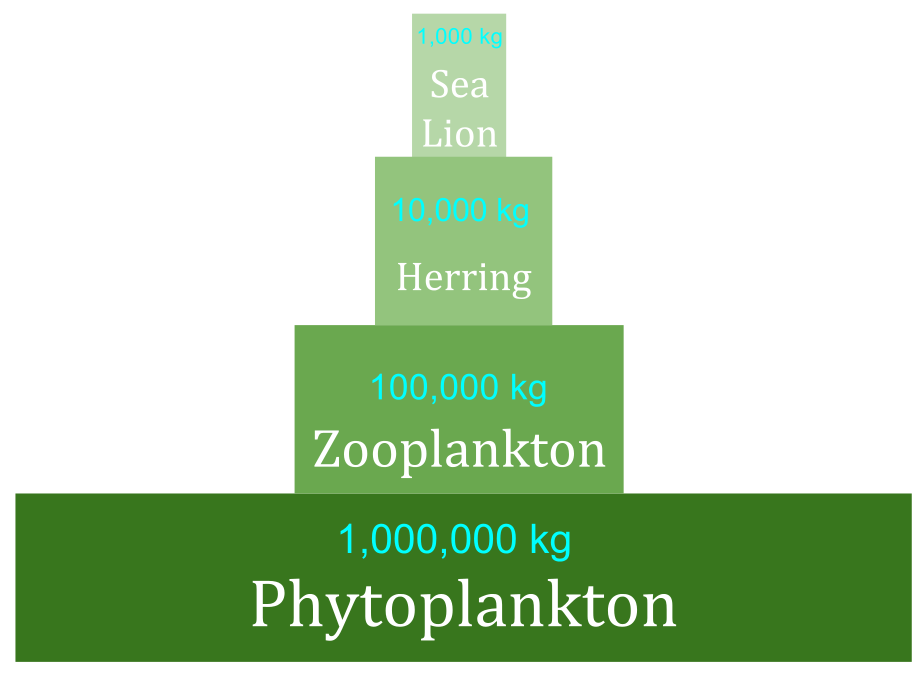 1,000 kg
Sea
Lion
10,000 kg
Herring
100,000 kg
Zooplankton
1,000,000 kg
Phytoplankton